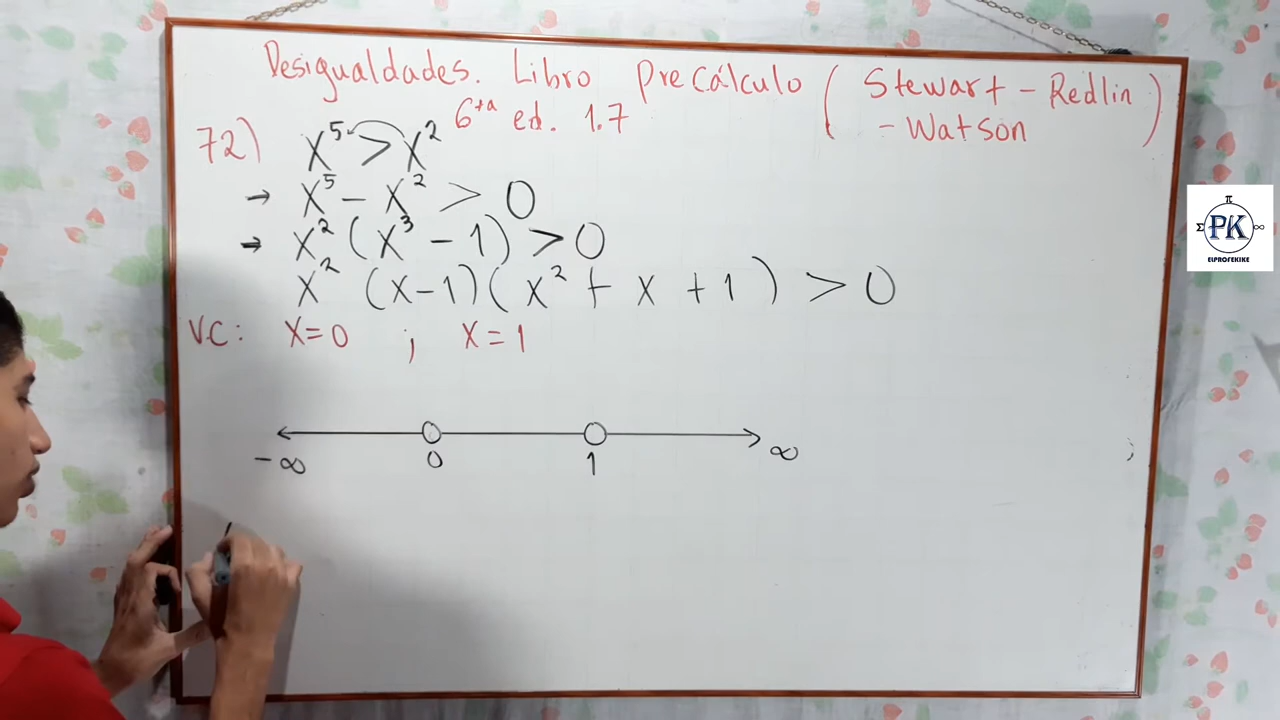 Desigualdades. Libro Precálculo ( Stewart - Redlin
6ta ed. 1.7 - Watson )
72) x⁵ > x²
→ x⁵ - x² > 0
→ x² (x³ - 1) > 0
x² (x-1)(x² + x + 1) > 0
V.C: x=0 ; x=1
-∞ 0 1 ∞
π
Σ PK ∞
ELPROFEKIKE